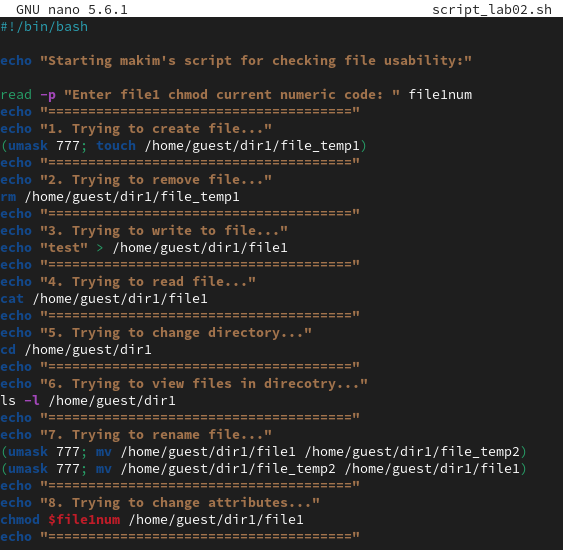 GNU nano 5.6.1 script_lab02.sh
#!/bin/bash
echo "Starting makim's script for checking file usability:"
read -p "Enter file1 chmod current numeric code: " file1num
echo "======================================"
echo "1. Trying to create file..."
(umask 777; touch /home/guest/dir1/file_temp1)
echo "======================================"
echo "2. Trying to remove file..."
rm /home/guest/dir1/file_temp1
echo "======================================"
echo "3. Trying to write to file..."
echo "test" > /home/guest/dir1/file1
echo "======================================"
echo "4. Trying to read file..."
cat /home/guest/dir1/file1
echo "======================================"
echo "5. Trying to change directory..."
cd /home/guest/dir1
echo "======================================"
echo "6. Trying to view files in direcotry..."
ls -l /home/guest/dir1
echo "======================================"
echo "7. Trying to rename file..."
(umask 777; mv /home/guest/dir1/file1 /home/guest/dir1/file_temp2)
(umask 777; mv /home/guest/dir1/file_temp2 /home/guest/dir1/file1)
echo "======================================"
echo "8. Trying to change attributes..."
chmod $file1num /home/guest/dir1/file1
echo "======================================"